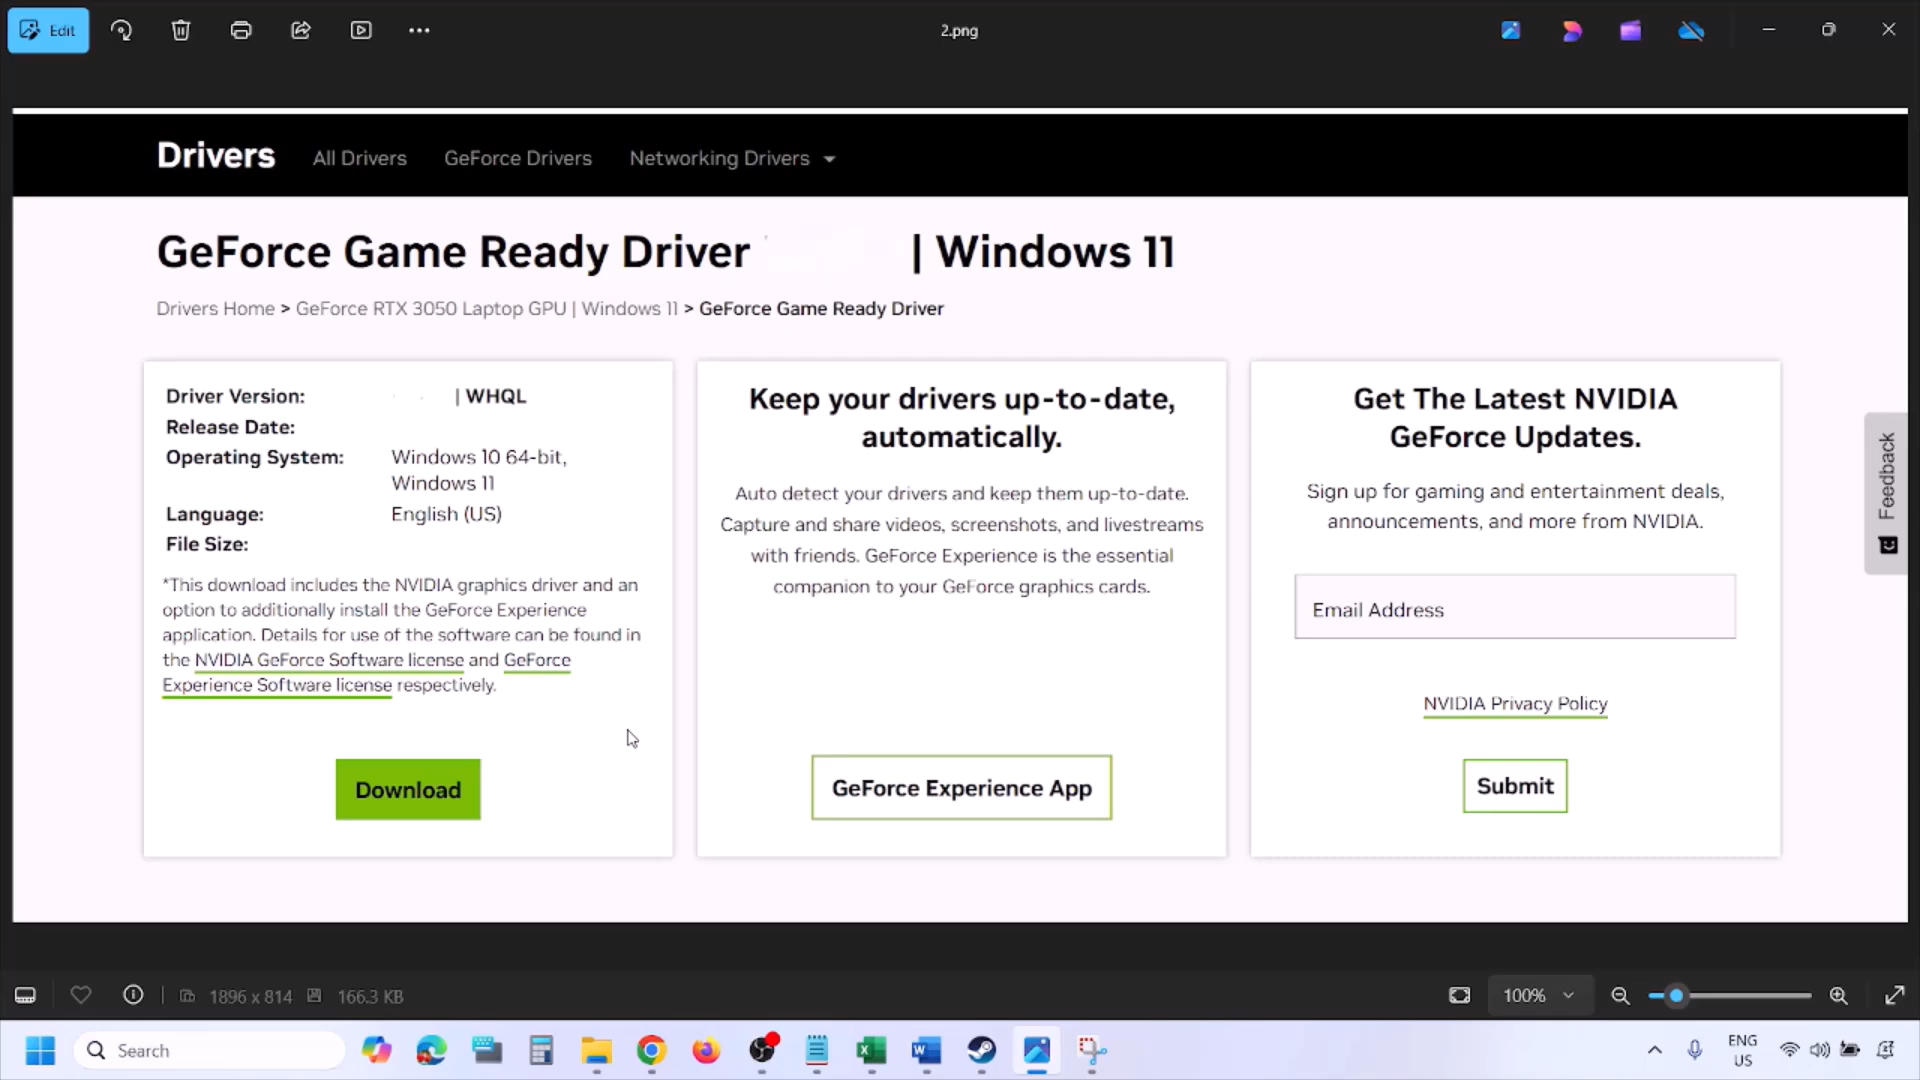 Edit
2.png
Drivers All Drivers GeForce Drivers Networking Drivers
GeForce Game Ready Driver | Windows 11
Drivers Home > GeForce RTX 3050 Laptop GPU | Windows 11 > GeForce Game Ready Driver
Driver Version: | WHQL
Release Date:
Operating System: Windows 10 64-bit,
Windows 11
Language: English (US)
File Size:
*This download includes the NVIDIA graphics driver and an
option to additionally install the GeForce Experience
application. Details for use of the software can be found in
the NVIDIA GeForce Software license and GeForce
Experience Software license respectively.
Download
Keep your drivers up-to-date,
automatically.
Auto detect your drivers and keep them up-to-date.
Capture and share videos, screenshots, and livestreams
with friends. GeForce Experience is the essential
companion to your GeForce graphics cards.
GeForce Experience App
Get The Latest NVIDIA
GeForce Updates.
Sign up for gaming and entertainment deals,
announcements, and more from NVIDIA.
Email Address
NVIDIA Privacy Policy
Submit
Feedback
1896 x 814 166.3 KB
100%
Search
ENG
US